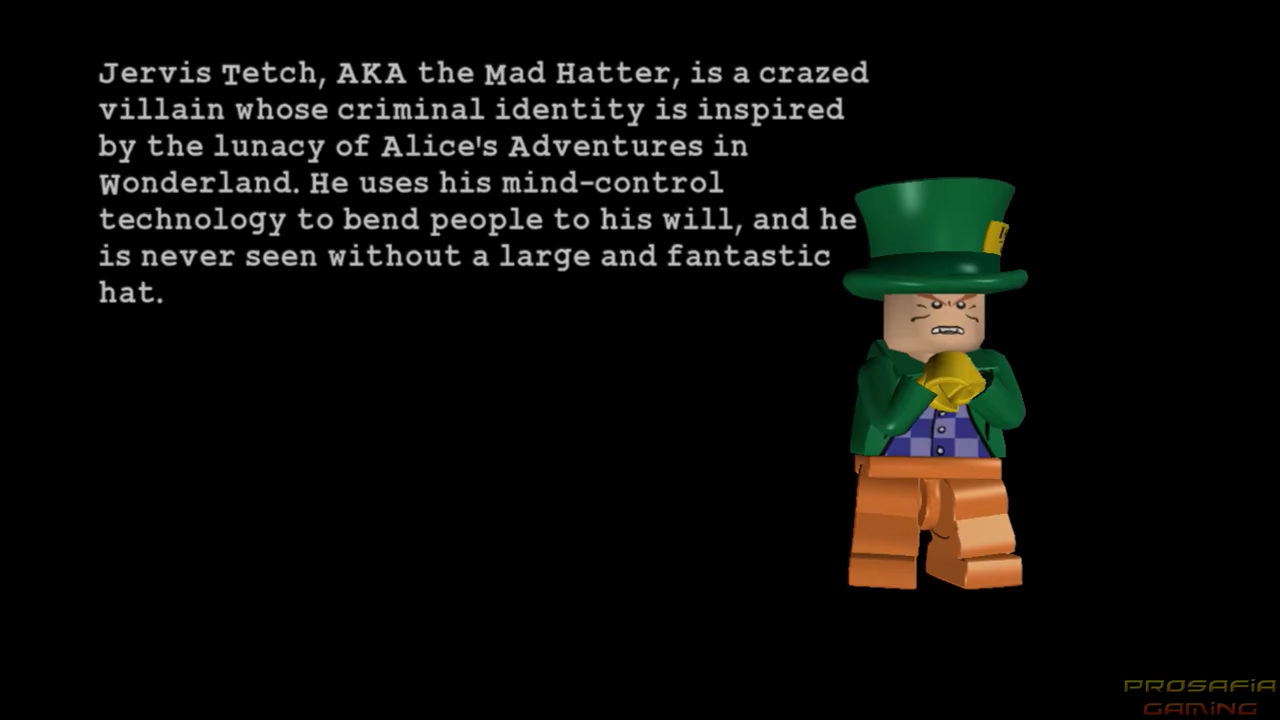 Jervis Tetch, AKA the Mad Hatter, is a crazed
villain whose criminal identity is inspired
by the lunacy of Alice's Adventures in
Wonderland. He uses his mind-control
technology to bend people to his will, and he
is never seen without a large and fantastic
hat.
PROSAFiA
GAMiNG